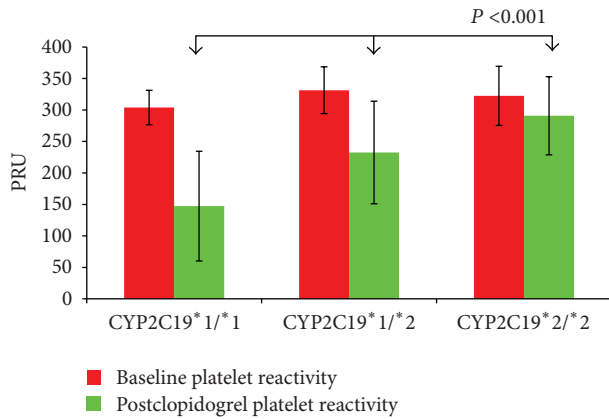 P <0.001
400
350
300
250
200
150
100
50
0
PRU
CYP2C19*1/*1 CYP2C19*1/*2 CYP2C19*2/*2
Baseline platelet reactivity
Postclopidogrel platelet reactivity